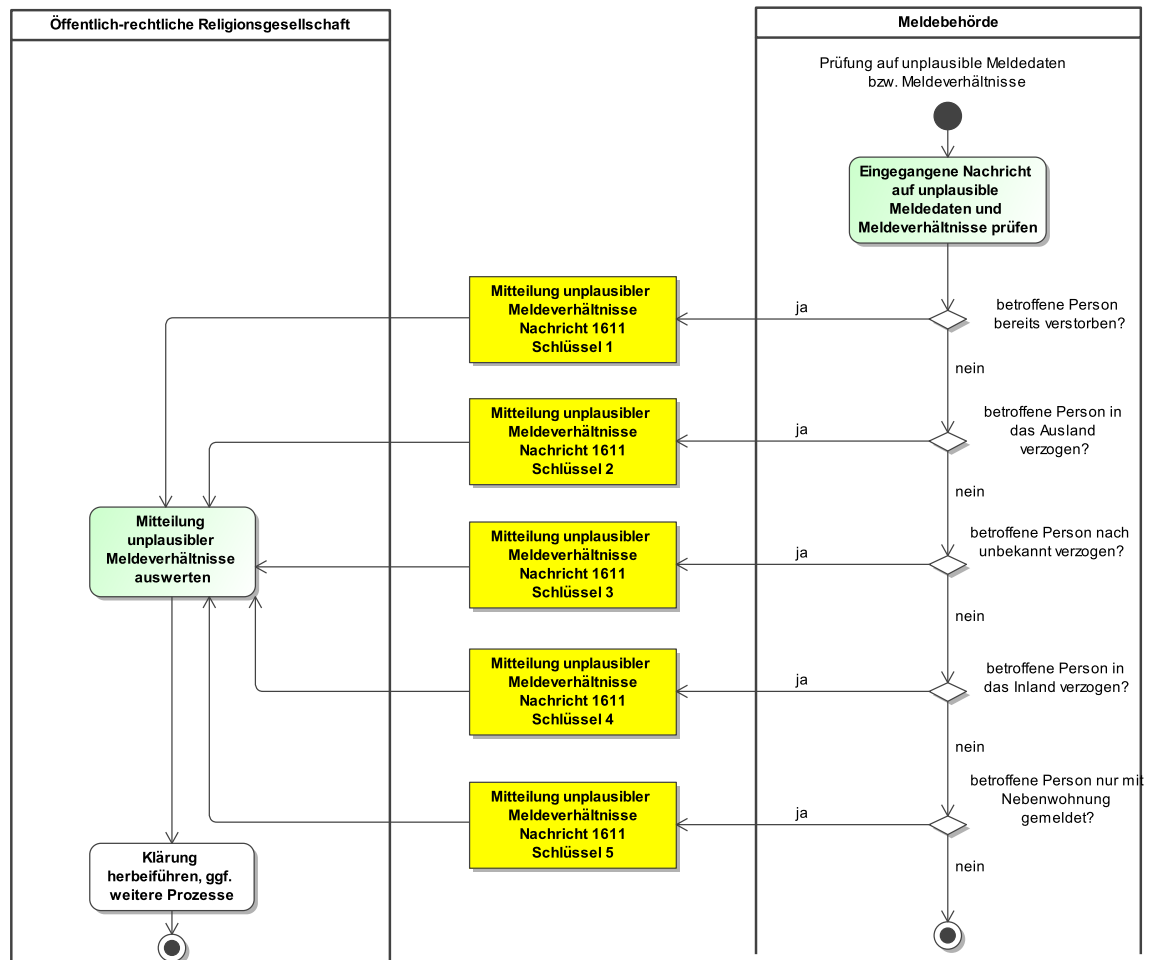 Öffentlich-rechtliche Religionsgesellschaft
Meldebehörde
Prüfung auf unplausible Meldedaten
bzw. Meldeverhältnisse
Eingegangene Nachricht
auf unplausible
Meldedaten und
Meldeverhältnisse prüfen
Mitteilung unplausibler
Meldeverhältnisse
Nachricht 1611
Schlüssel 1
ja
betroffene Person
bereits verstorben?
nein
Mitteilung unplausibler
Meldeverhältnisse
Nachricht 1611
Schlüssel 2
ja
betroffene Person in
das Ausland
verzogen?
nein
Mitteilung
unplausibler
Meldeverhältnisse
auswerten
Mitteilung unplausibler
Meldeverhältnisse
Nachricht 1611
Schlüssel 3
ja
betroffene Person nach
unbekannt verzogen?
nein
Mitteilung unplausibler
Meldeverhältnisse
Nachricht 1611
Schlüssel 4
ja
betroffene Person in
das Inland verzogen?
nein
Mitteilung unplausibler
Meldeverhältnisse
Nachricht 1611
Schlüssel 5
ja
betroffene Person nur mit
Nebenwohnung
gemeldet?
nein
Klärung
herbeiführen, ggf.
weitere Prozesse